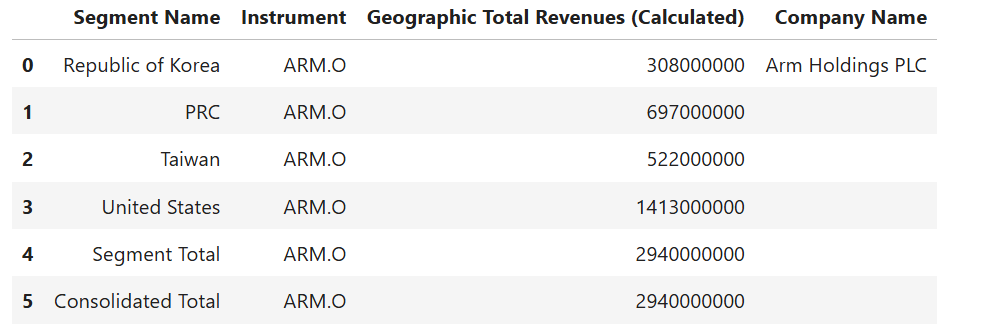 Segment Name Instrument Geographic Total Revenues (Calculated) Company Name
0 Republic of Korea ARM.O 308000000 Arm Holdings PLC
1 PRC ARM.O 697000000
2 Taiwan ARM.O 522000000
3 United States ARM.O 1413000000
4 Segment Total ARM.O 2940000000
5 Consolidated Total ARM.O 2940000000